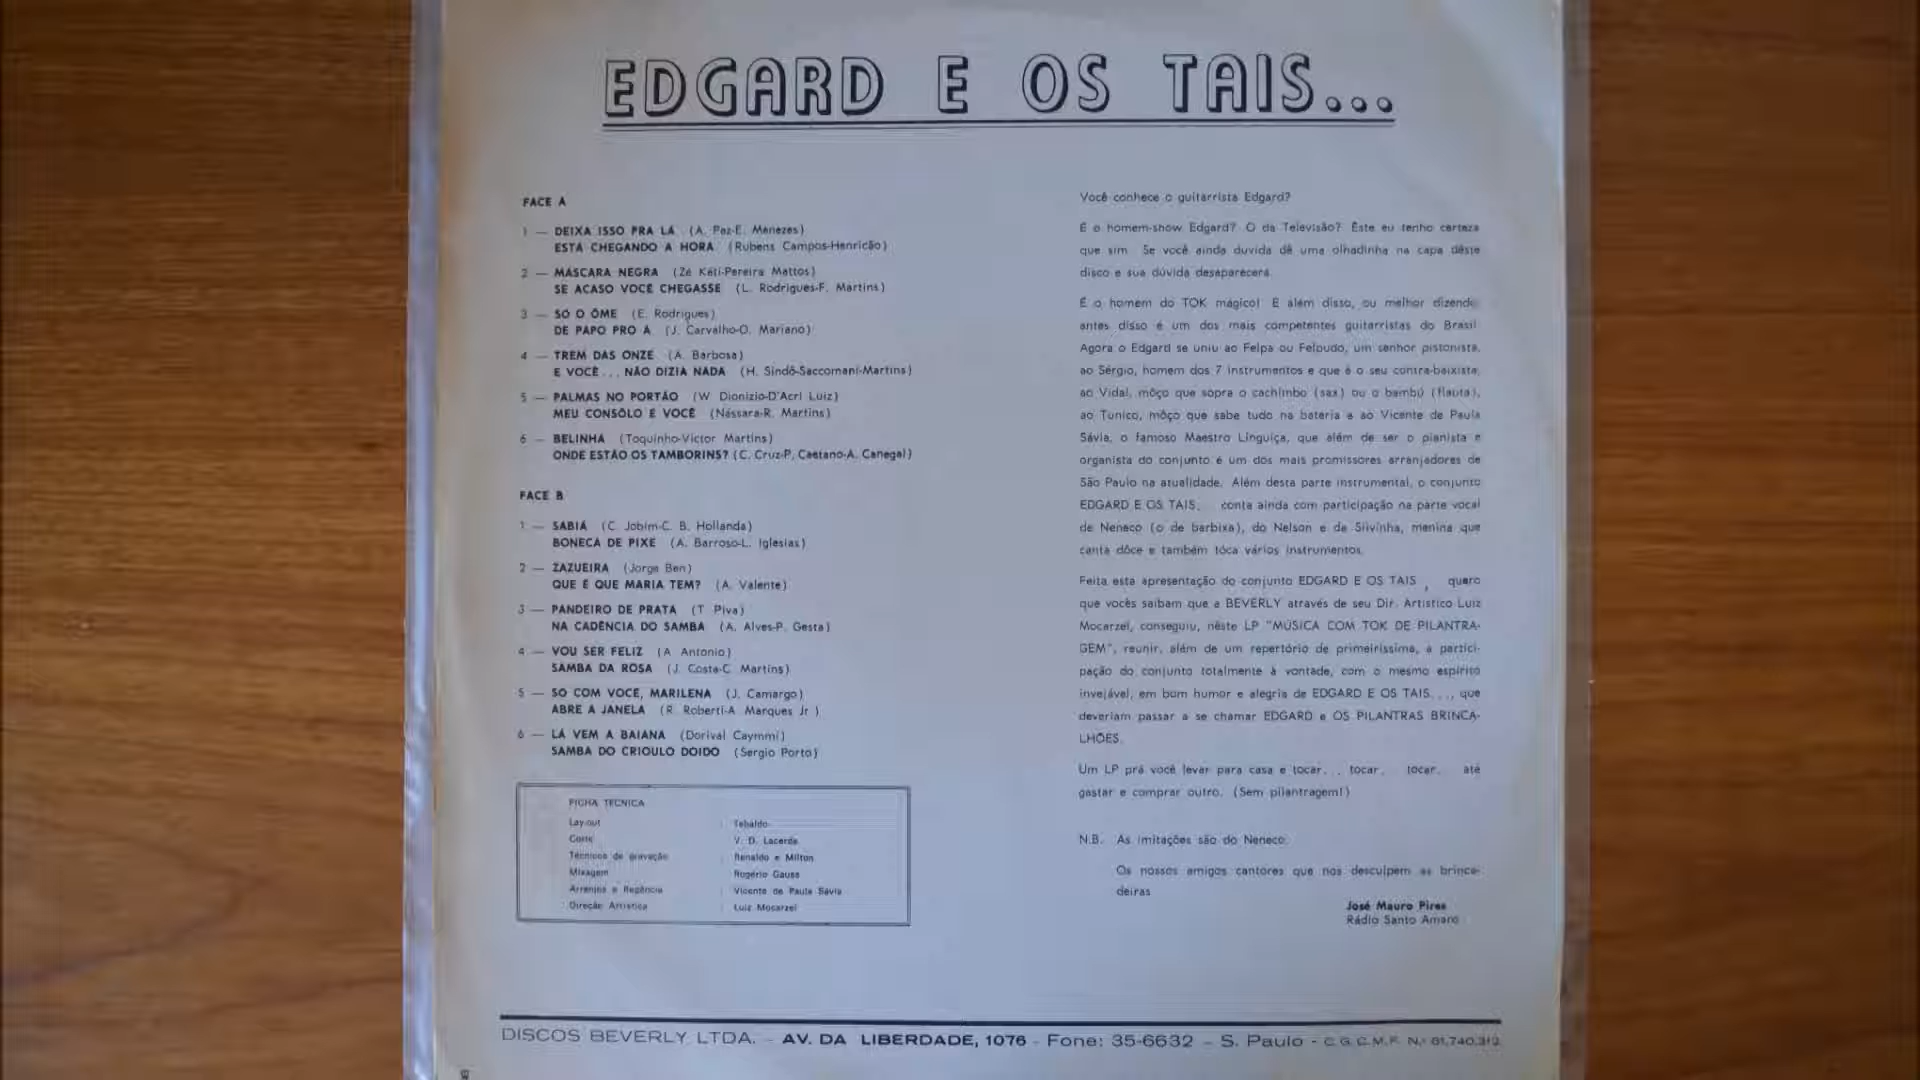 EDGARD E OS TAIS...
FACE A
1 — DEIXA ISSO PRA LÁ (A. Paz-E. Menezes)
ESTÁ CHEGANDO A HORA (Rubens Campos-Henricão)
2 — MÁSCARA NEGRA (Zé Kéti-Pereira Mattos)
SE ACASO VOCÊ CHEGASSE (L. Rodrigues-F. Martins)
3 — SÓ O ÔME (E. Rodrigues)
DE PAPO PRO Á (J. Carvalho-O. Mariano)
4 — TREM DAS ONZE (A. Barbosa)
E VOCÊ... NÃO DIZIA NADA (H. Sindô-Saccomani-Martins)
5 — PALMAS NO PORTÃO (W Dionizio-D'Acri Luiz)
MEU CONSÔLO É VOCÊ (Nássara-R. Martins)
6 — BELINHA (Toquinho-Victor Martins)
ONDE ESTÃO OS TAMBORINS? (C. Cruz-P. Caetano-A. Canegal)
FACE B
1 — SABIÁ (C. Jobim-C. B. Hollanda)
BONECA DE PIXE (A. Barroso-L. Iglesias)
2 — ZAZUEIRA (Jorge Ben)
QUE É QUE MARIA TEM? (A. Valente)
3 — PANDEIRO DE PRATA (T Piva)
NA CADÊNCIA DO SAMBA (A. Alves-P. Gesta)
4 — VOU SER FELIZ (A Antonio)
SAMBA DA ROSA (J. Costa-C Martins)
5 — SÓ COM VOCÊ, MARILENA (J. Camargo)
ABRE A JANELA (R. Roberti-A Marques Jr )
6 — LÁ VEM A BAIANA (Dorival Caymmi)
SAMBA DO CRIOULO DOIDO (Sergio Porto)
FICHA TÉCNICA
Lay-out : Tebaldo
Corte : V. D. Lacerda
Técnicos de gravação : Renaldo e Milton
Mixagem : Rogério Gauss
Arranjos e Regência : Vicente de Paula Sávia
Direção Artística : Luiz Mocarzel
Você conhece o guitarrista Edgard?
E o homem-show Edgard? O da Televisão? Êste eu tenho certeza
que sim. Se você ainda duvida dê uma olhadinha na capa dêste
disco e sua dúvida desaparecerá.
É o homem do TOK mágico! E além disso, ou melhor dizendo
antes disso é um dos mais competentes guitarristas do Brasil
Agora o Edgard se uniu ao Felpa ou Felpudo, um senhor pistonista,
ao Sérgio, homem dos 7 instrumentos e que é o seu contra-baixista,
ao Vidal, môço que sopra o cachimbo (sax) ou o bambú (flauta),
ao Tunico, môço que sabe tudo na bateria e ao Vicente de Paula
Sávia, o famoso Maestro Linguiça, que além de ser o pianista e
organista do conjunto é um dos mais promissores arranjadores de
São Paulo na atualidade. Além desta parte instrumental, o conjunto
EDGARD E OS TAIS. conta ainda com participação na parte vocal
de Neneco (o de barbixa), do Nelson e da Silvinha, menina que
canta dôce e também tóca vários instrumentos.
Feita esta apresentação do conjunto EDGARD E OS TAIS , quero
que vocês saibam que a BEVERLY através de seu Dir. Artístico Luiz
Mocarzel, conseguiu, nêste LP "MÚSICA COM TOK DE PILANTRA-
GEM", reunir, além de um repertório de primeiríssima, a partici-
pação do conjunto totalmente à vontade, com o mesmo espírito
invejável, em bom humor e alegria de EDGARD E OS TAIS..., que
deveriam passar a se chamar EDGARD e OS PILANTRAS BRINCA-
LHÕES.
Um LP prá você levar para casa e tocar... tocar. tocar. até
gastar e comprar outro. (Sem pilantragem!)
N.B. As imitações são do Neneco.
Os nossos amigos cantores que nos desculpem as brinca-
deiras
José Mauro Pires
Rádio Santo Amaro
DISCOS BEVERLY LTDA. - AV. DA LIBERDADE, 1076 - Fone: 35-6632 - S. Paulo - C.G.C.M.F. N.º 61.740.312